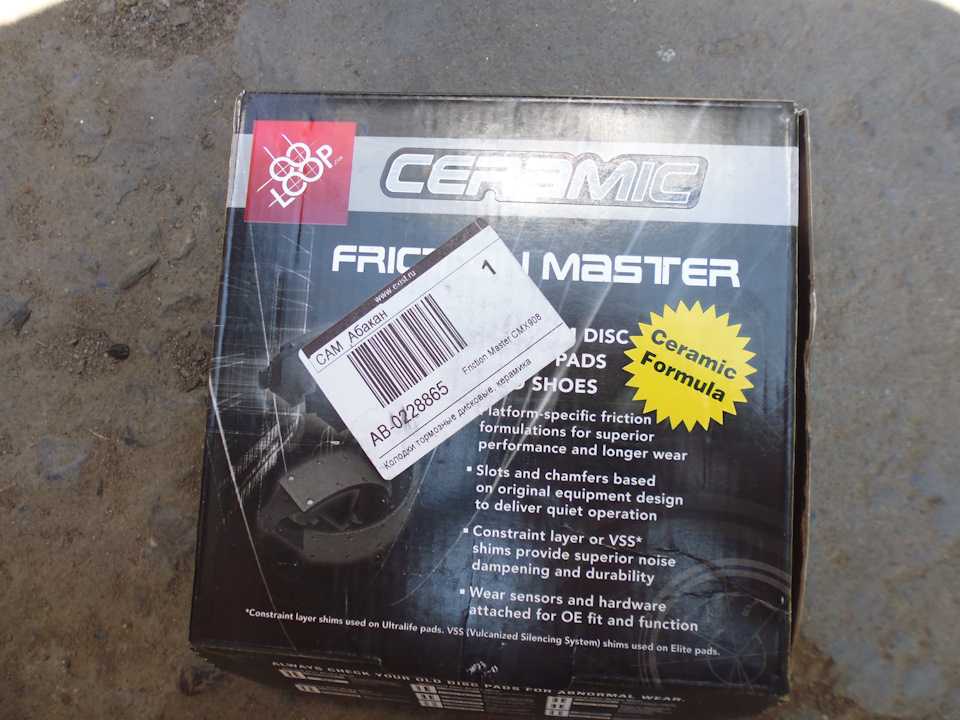 LOOP
CERAMIC
FRICTION MASTER
www.exist.ru
1
САМ_Абакан
Friction Master CMX908
AB-0228865
Колодки тормозные дисковые, керамика
DISC
PADS
SHOES
Ceramic
Formula
Platform-specific friction
formulations for superior
performance and longer wear
▪ Slots and chamfers based
on original equipment design
to deliver quiet operation
▪ Constraint layer or VSS*
shims provide superior noise
dampening and durability
▪ Wear sensors and hardware
attached for OE fit and function
*Constraint layer shims used on Ultralife pads. VSS (Vulcanized Silencing System) shims used on Elite pads.
ALWAYS CHECK YOUR OLD DISC PADS FOR ABNORMAL WEAR.